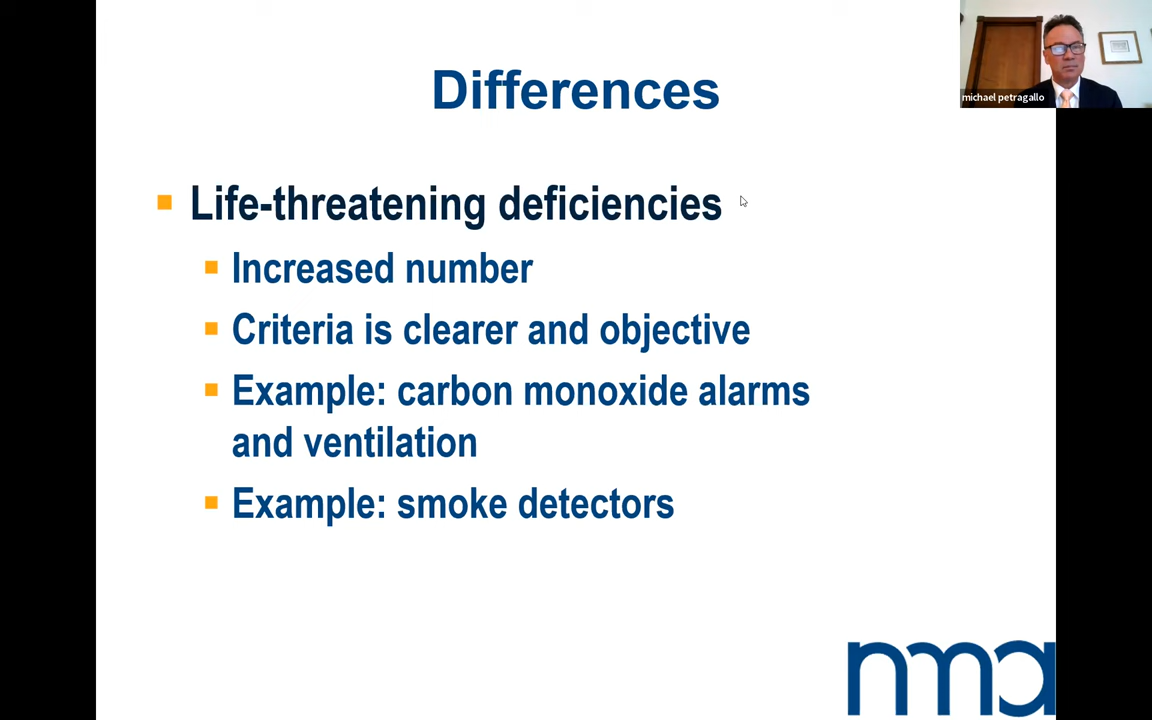 Differences
michael petragallo
Life-threatening deficiencies
Increased number
Criteria is clearer and objective
Example: carbon monoxide alarms
and ventilation
Example: smoke detectors
nma